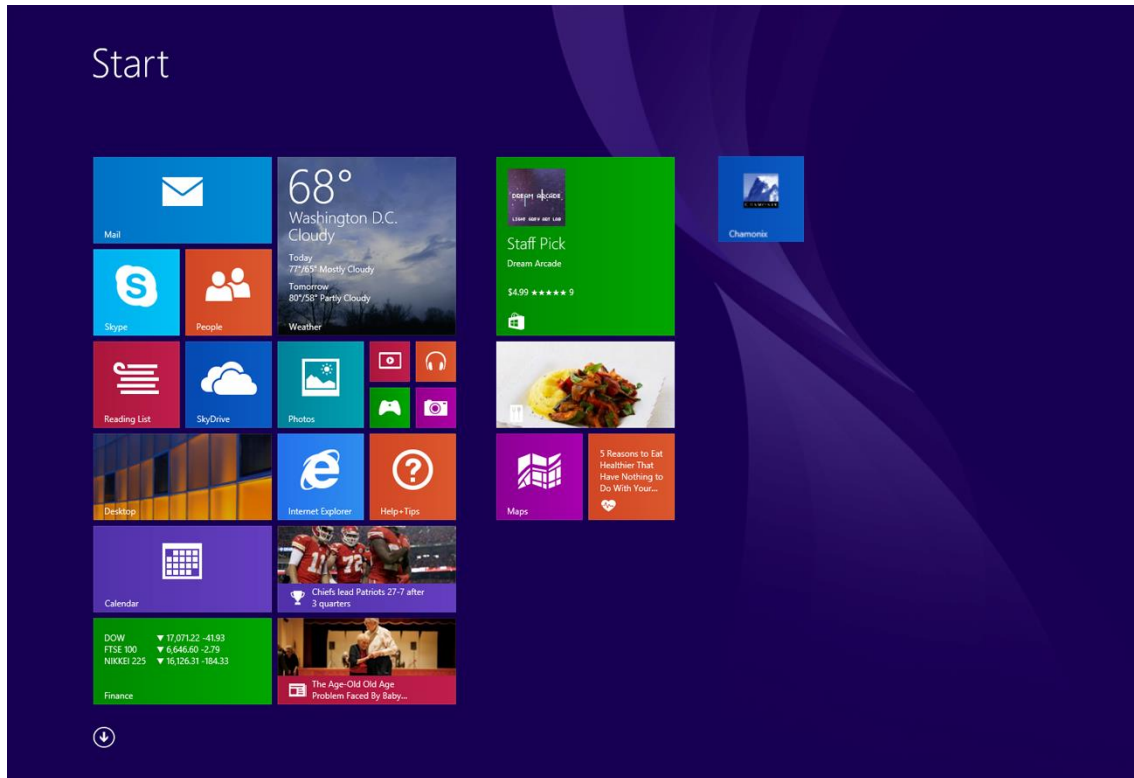 Start
Mail
68°
Washington D.C.
Cloudy
Today
77°/65° Mostly Cloudy
Tomorrow
80°/58° Partly Cloudy
Weather
Skype
People
Reading List
SkyDrive
Photos
Desktop
Internet Explorer
Help+Tips
Calendar
11
72
Chiefs lead Patriots 27-7 after
3 quarters
DOW ▼ 17,071.22 -41.93
FTSE 100 ▼ 6,646.60 -2.79
NIKKEI 225 ▼ 16,126.31 -184.33
Finance
The Age-Old Old Age
Problem Faced By Baby...
DREAM ARCADE
Staff Pick
Dream Arcade
$4.99 ★★★★★ 9
Maps
5 Reasons to Eat
Healthier That
Have Nothing to
Do With Your...
Chamonix